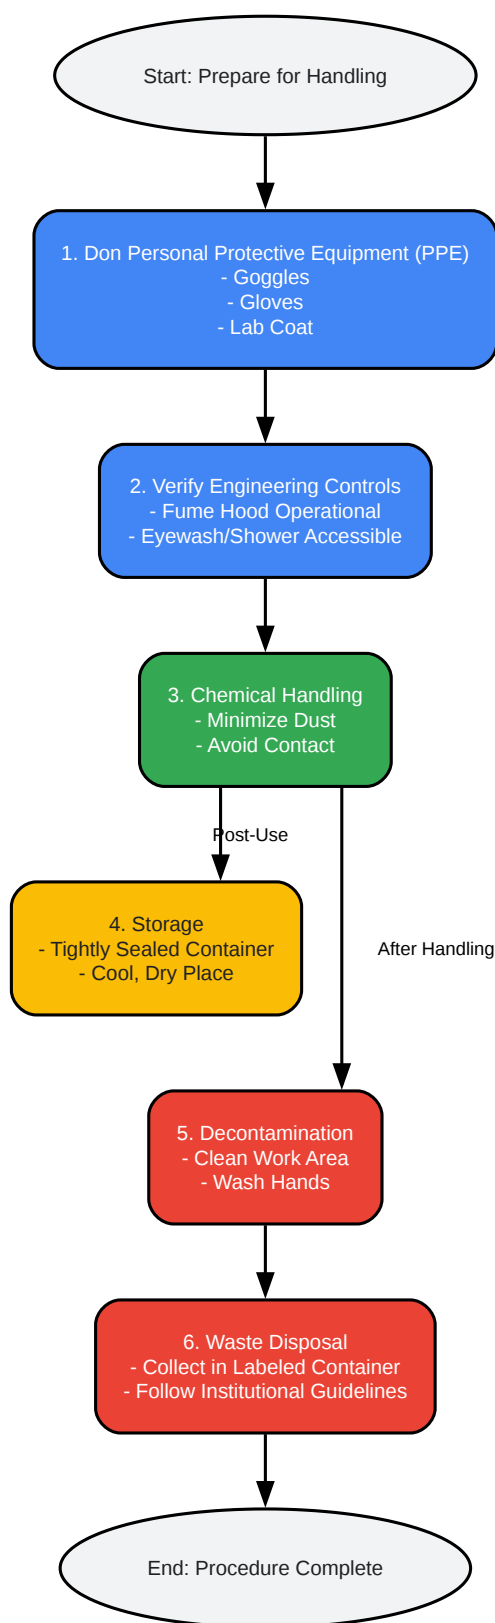 Start: Prepare for Handling
1. Don Personal Protective Equipment (PPE)
- Goggles
- Gloves
- Lab Coat
2. Verify Engineering Controls
- Fume Hood Operational
- Eyewash/Shower Accessible
3. Chemical Handling
- Minimize Dust
- Avoid Contact
Post-Use
4. Storage
- Tightly Sealed Container
- Cool, Dry Place
After Handling
5. Decontamination
- Clean Work Area
- Wash Hands
6. Waste Disposal
- Collect in Labeled Container
- Follow Institutional Guidelines
End: Procedure Complete